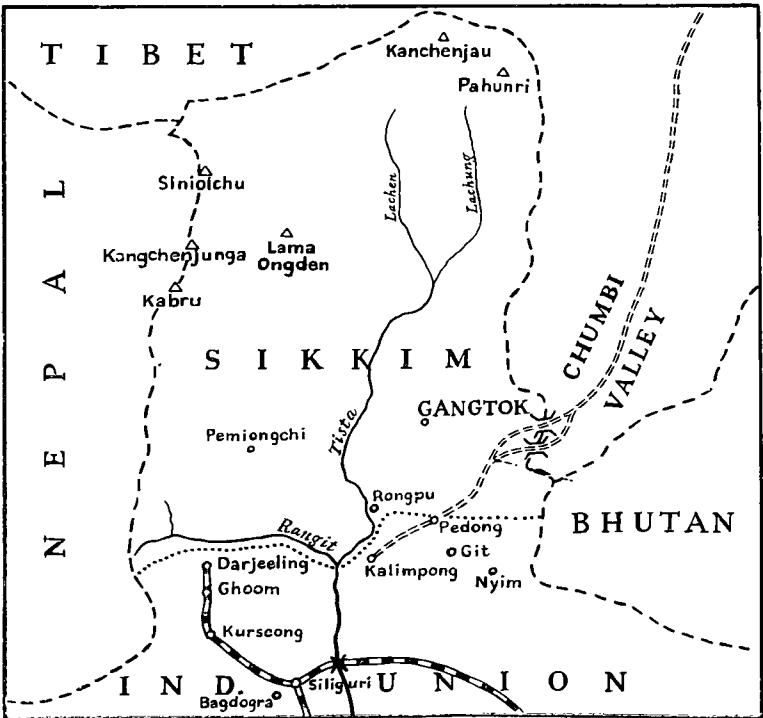 TIBET
Kanchenjau
Pahunri
Siniolchu
Lachen
Lachung
Kangchenjunga
Lama
Ongden
Kabru
NEPAL
CHUMBI
VALLEY
SIKKIM
GANGTOK
Tista
Pemiongchi
Rongpu
Rangit
Pedong
BHUTAN
Git
Kalimpong
Nyim
Darjeeling
Ghoom
Kurseong
IND. UNION
Siliguri
Bagdogra